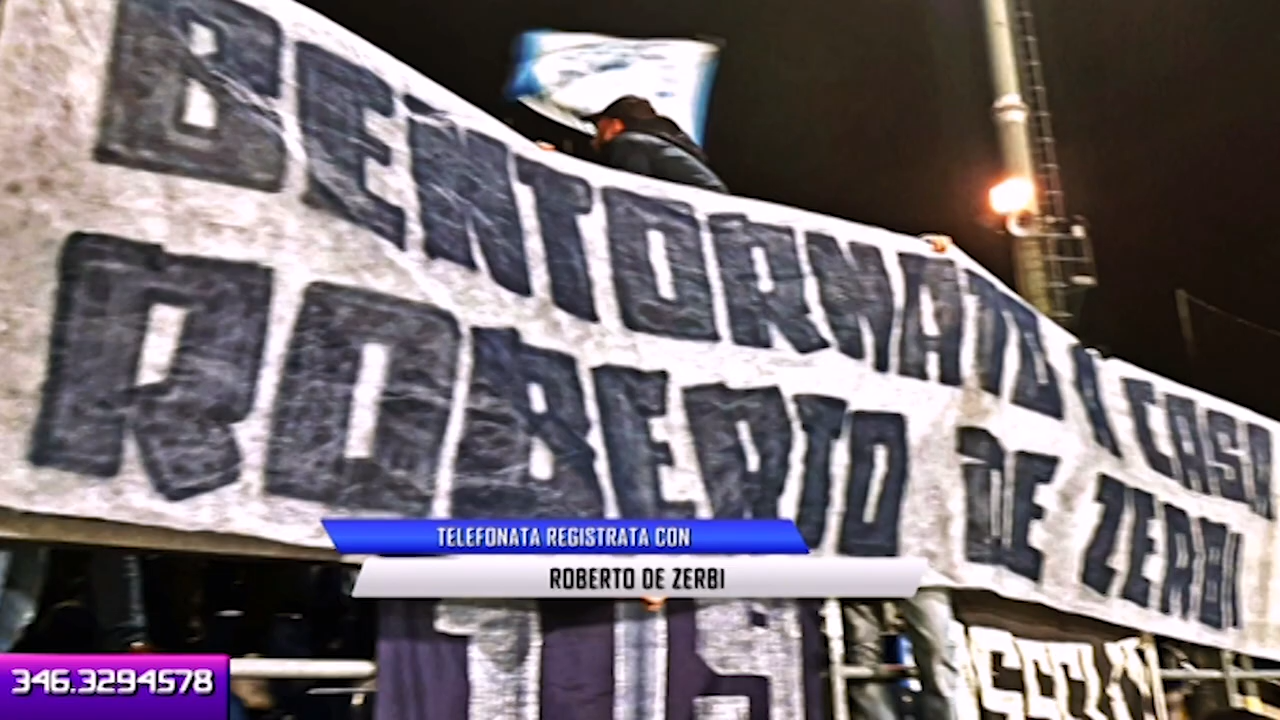 BENTORNATO A CASA
ROBERTO DE ZERBI
TELEFONATA REGISTRATA CON
ROBERTO DE ZERBI
346.3294578